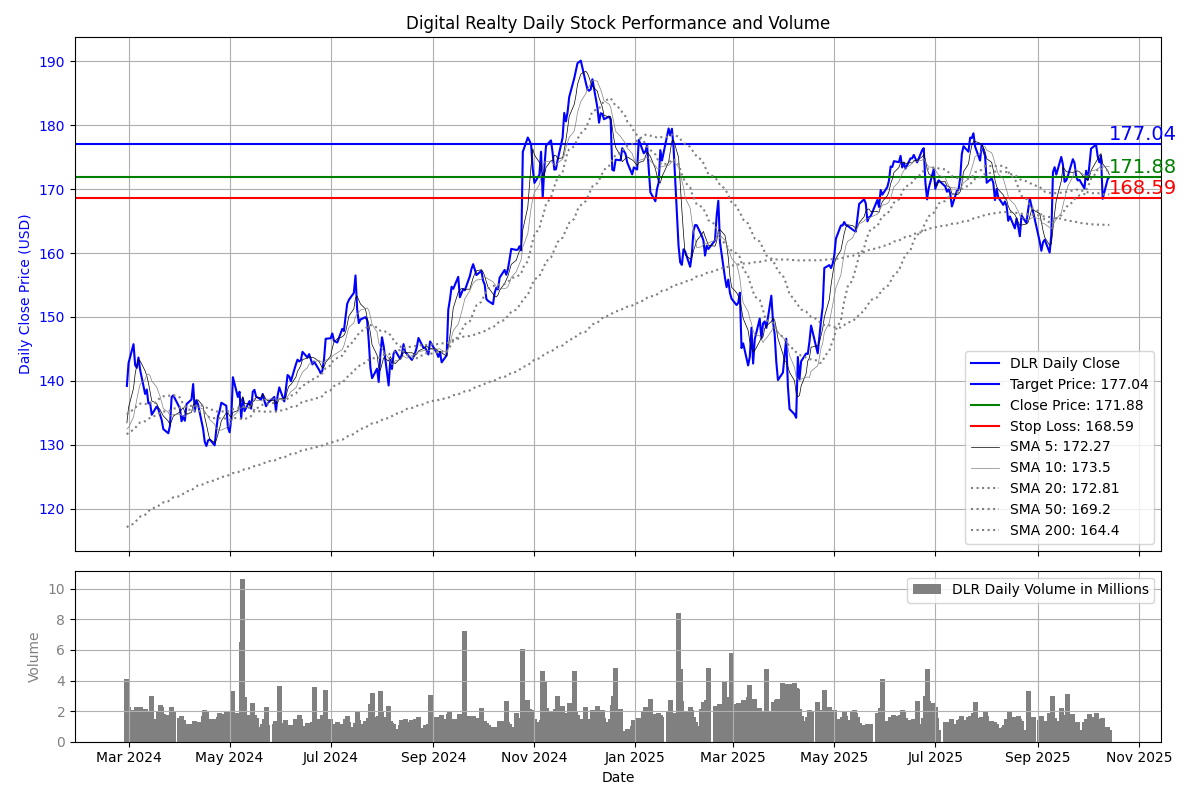 Digital Realty Daily Stock Performance and Volume
Daily Close Price (USD)
190
180
170
160
150
140
130
120
177.04
171.88
168.59
DLR Daily Close
Target Price: 177.04
Close Price: 171.88
Stop Loss: 168.59
SMA 5: 172.27
SMA 10: 173.5
SMA 20: 172.81
SMA 50: 169.2
SMA 200: 164.4
Volume
10
8
6
4
2
0
DLR Daily Volume in Millions
Mar 2024 May 2024 Jul 2024 Sep 2024 Nov 2024 Jan 2025 Mar 2025 May 2025 Jul 2025 Sep 2025 Nov 2025
Date